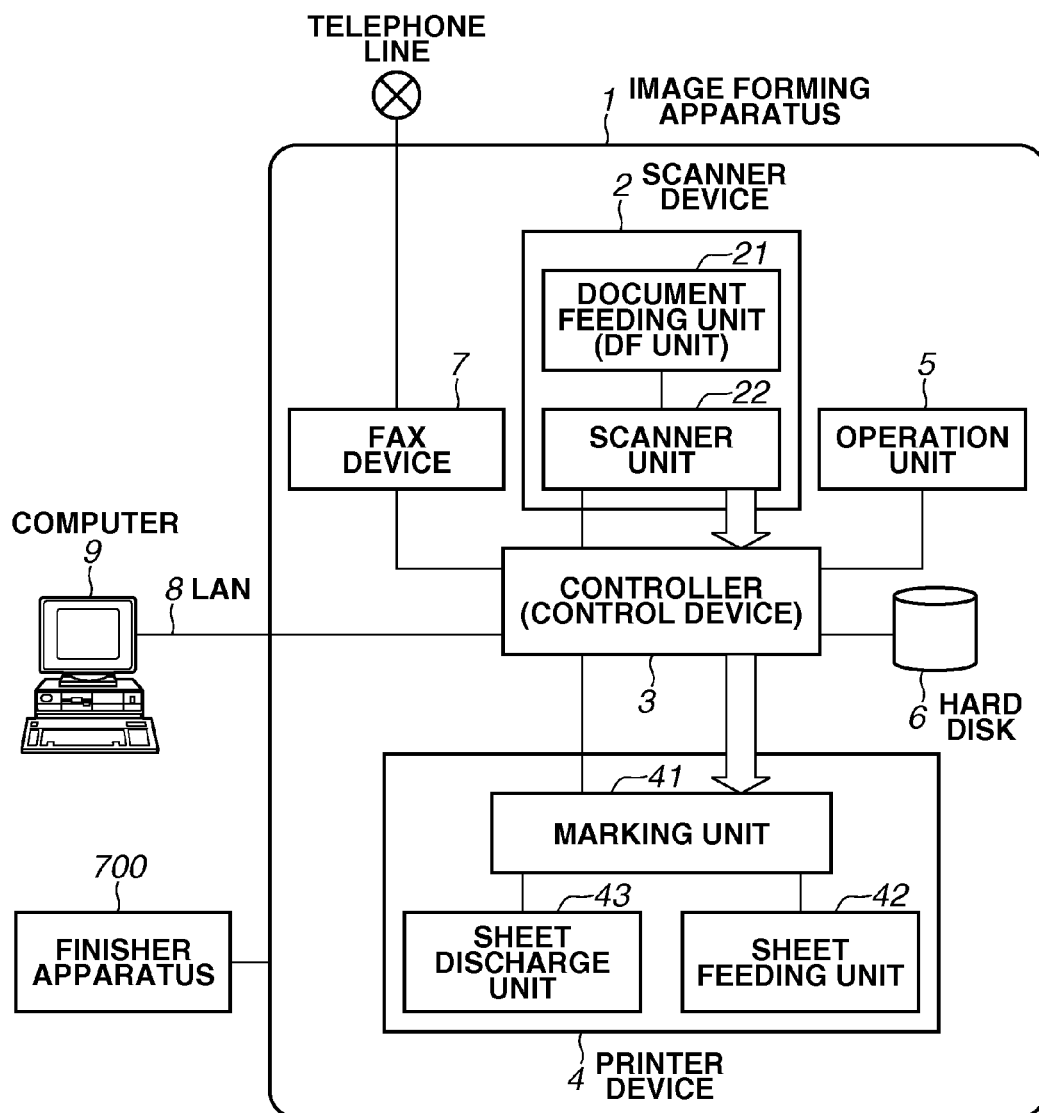 TELEPHONE
LINE
1 IMAGE FORMING
APPARATUS
2 SCANNER
DEVICE
21
DOCUMENT
FEEDING UNIT
(DF UNIT)
7
FAX
DEVICE
22
SCANNER
UNIT
5
OPERATION
UNIT
COMPUTER
9
8 LAN
CONTROLLER
(CONTROL DEVICE)
3
6 HARD
DISK
41
MARKING UNIT
700
FINISHER
APPARATUS
43
SHEET
DISCHARGE
UNIT
42
SHEET
FEEDING UNIT
4 PRINTER
DEVICE